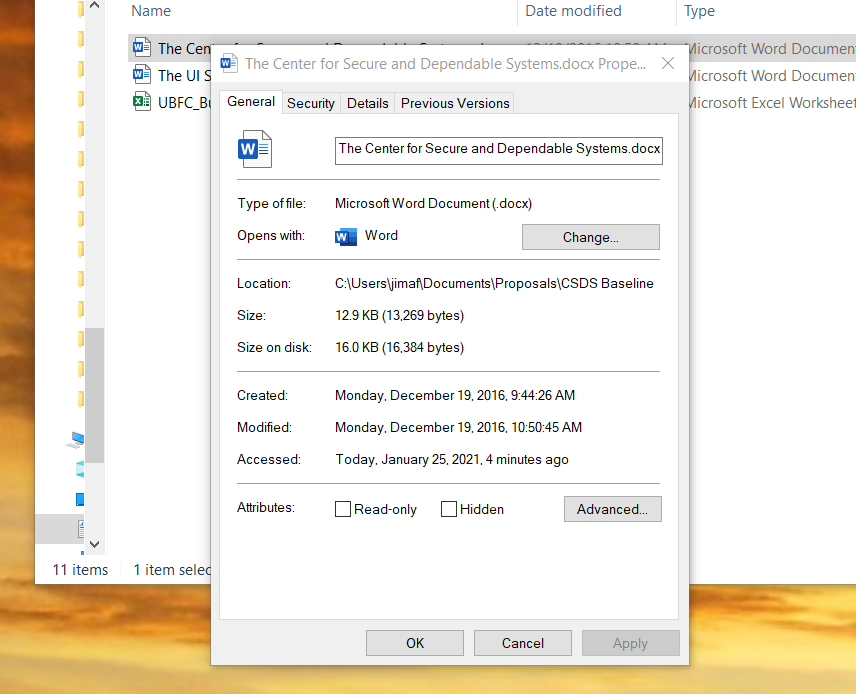 Name Date modified Type
The Center for Secure and Dependable Systems.docx Prope...
Microsoft Word Documen
The UI S
Microsoft Word Documen
UBFC_Bu
Microsoft Excel Worksheet
General Security Details Previous Versions
The Center for Secure and Dependable Systems.docx
Type of file: Microsoft Word Document (.docx)
Opens with: Word Change...
Location: C:\Users\jimaf\Documents\Proposals\CSDS Baseline
Size: 12.9 KB (13,269 bytes)
Size on disk: 16.0 KB (16,384 bytes)
Created: Monday, December 19, 2016, 9:44:26 AM
Modified: Monday, December 19, 2016, 10:50:45 AM
Accessed: Today, January 25, 2021, 4 minutes ago
Attributes: Read-only Hidden Advanced...
11 items 1 item selec
OK Cancel Apply